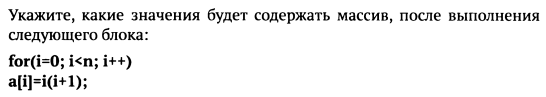 Укажите, какие значения будет содержать массив, после выполнения
следующего блока:
for(i=0; i<n; i++)
a[i]=i(i+1);